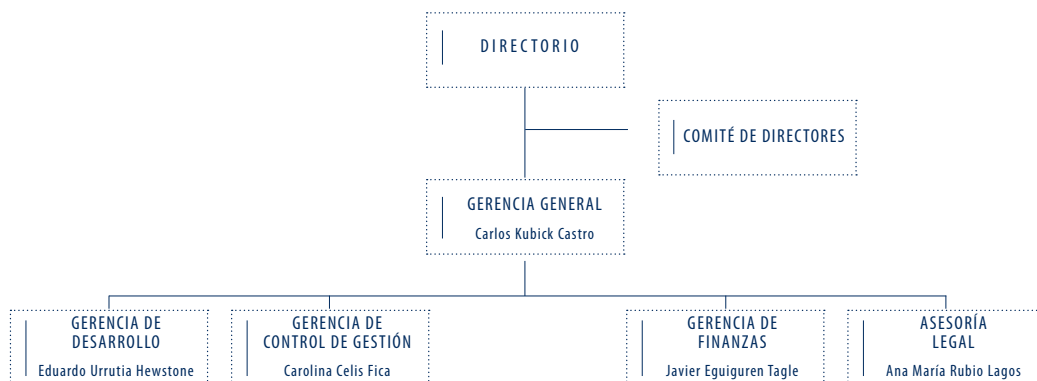 DIRECTORIO
COMITÉ DE DIRECTORES
GERENCIA GENERAL
Carlos Kubick Castro
GERENCIA DE
DESARROLLO
Eduardo Urrutia Hewstone
GERENCIA DE
CONTROL DE GESTIÓN
Carolina Celis Fica
GERENCIA DE
FINANZAS
Javier Eguiguren Tagle
ASESORÍA
LEGAL
Ana María Rubio Lagos